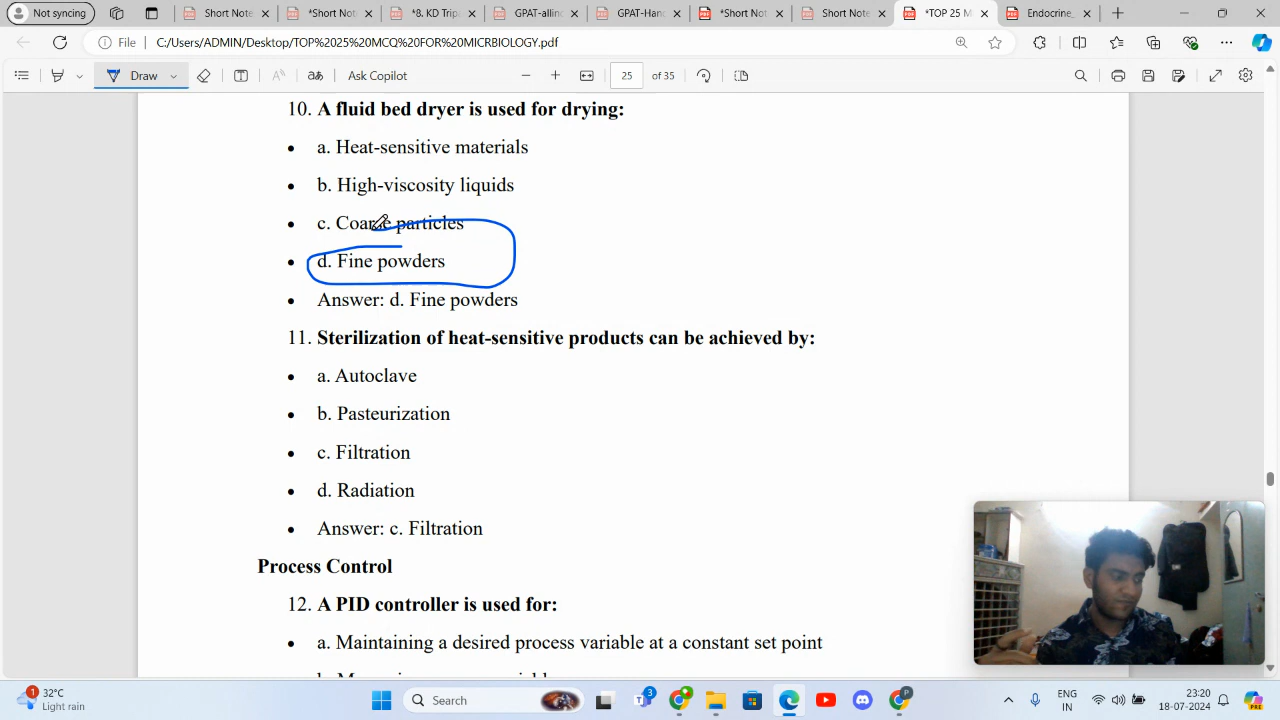 Not syncing
Short Note
*Short Not
*8. KD Trip
GPAT-allin
GPAT-Han
*Short Not
Short Note
*TOP 25 M
Endocrine_
File
C:/Users/ADMIN/Desktop/TOP%2025%20MCQ%20FOR%20MICRBIOLOGY.pdf
Draw
Ask Copilot
25 of 35
10. A fluid bed dryer is used for drying:
a. Heat-sensitive materials
b. High-viscosity liquids
c. Coarse particles
d. Fine powders
Answer: d. Fine powders
11. Sterilization of heat-sensitive products can be achieved by:
a. Autoclave
b. Pasteurization
c. Filtration
d. Radiation
Answer: c. Filtration
Process Control
12. A PID controller is used for:
a. Maintaining a desired process variable at a constant set point
1
32°C
Light rain
Search
3
P
ENG
IN
23:20
18-07-2024
PRE